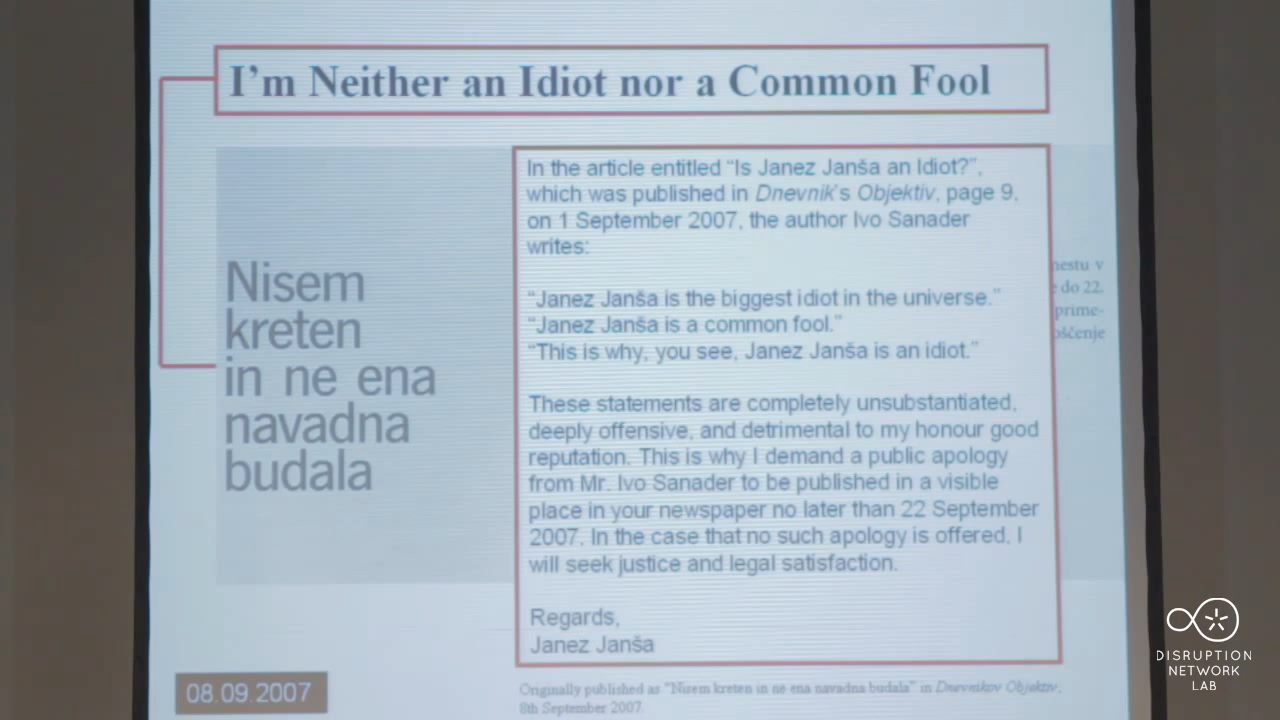 I'm Neither an Idiot nor a Common Fool
Nisem
kreten
in ne ena
navadna
budala
In the article entitled “Is Janez Janša an Idiot?”,
which was published in Dnevnik's Objektiv, page 9,
on 1 September 2007, the author Ivo Sanader
writes:
“Janez Janša is the biggest idiot in the universe.”
“Janez Janša is a common fool.”
“This is why, you see, Janez Janša is an idiot.”
These statements are completely unsubstantiated,
deeply offensive, and detrimental to my honour good
reputation. This is why I demand a public apology
from Mr. Ivo Sanader to be published in a visible
place in your newspaper no later than 22 September
2007. In the case that no such apology is offered, I
will seek justice and legal satisfaction.
Regards,
Janez Janša
v
do 22.
prime-
08.09.2007
Originally published as “Nisem kreten in ne ena navadna budala” in Dnevnikov Objektiv,
8th September 2007.
DISRUPTION
NETWORK
LAB